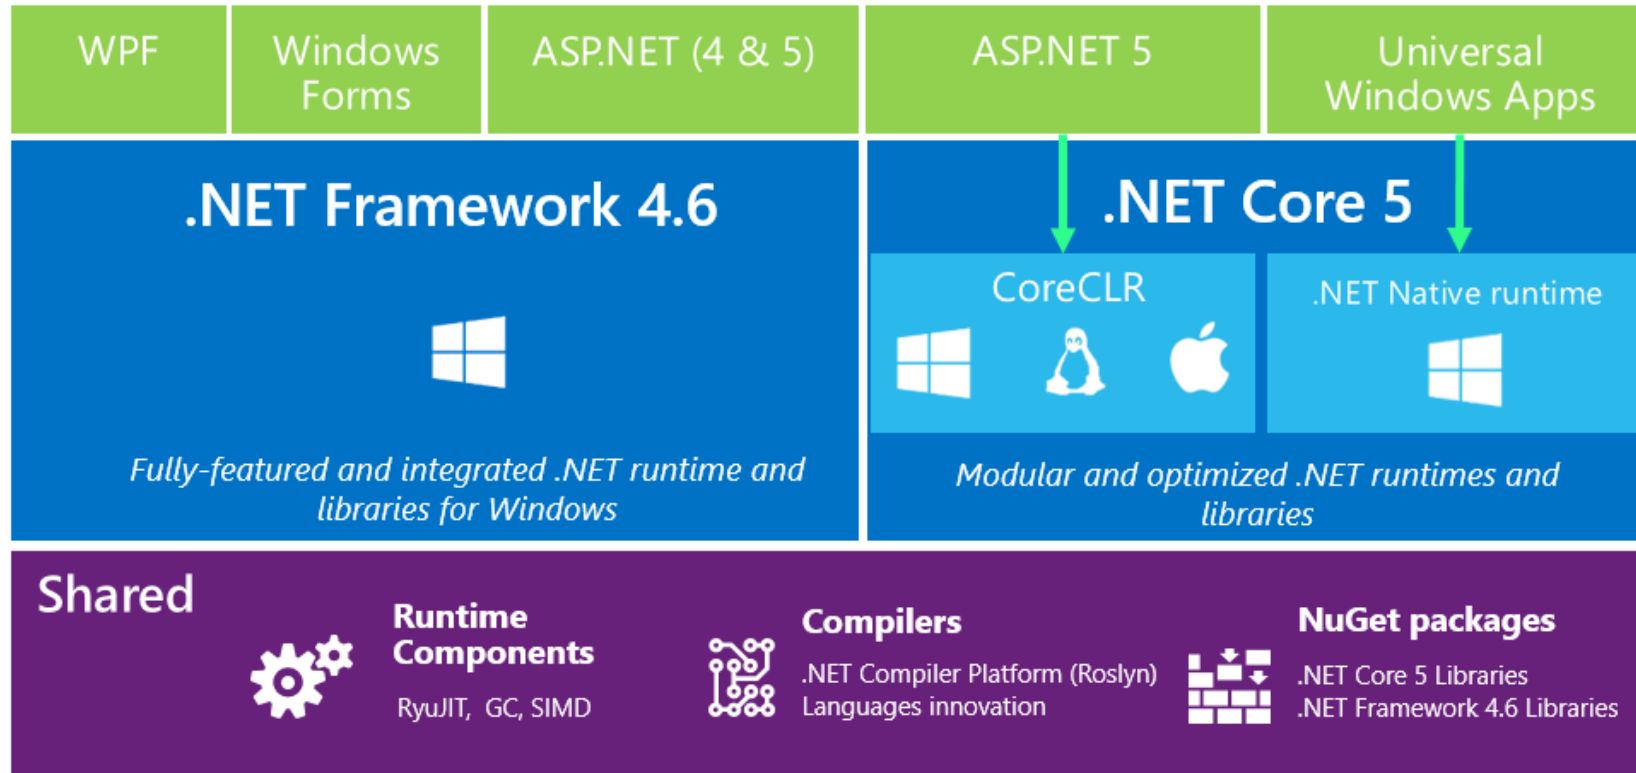 WPF
Windows
Forms
ASP.NET (4 & 5)
ASP.NET 5
Universal
Windows Apps
.NET Framework 4.6
Fully-featured and integrated .NET runtime and
libraries for Windows
.NET Core 5
CoreCLR
.NET Native runtime
Modular and optimized .NET runtimes and
libraries
Shared
Runtime
Components
RyuJIT, GC, SIMD
Compilers
.NET Compiler Platform (Roslyn)
Languages innovation
NuGet packages
.NET Core 5 Libraries
.NET Framework 4.6 Libraries